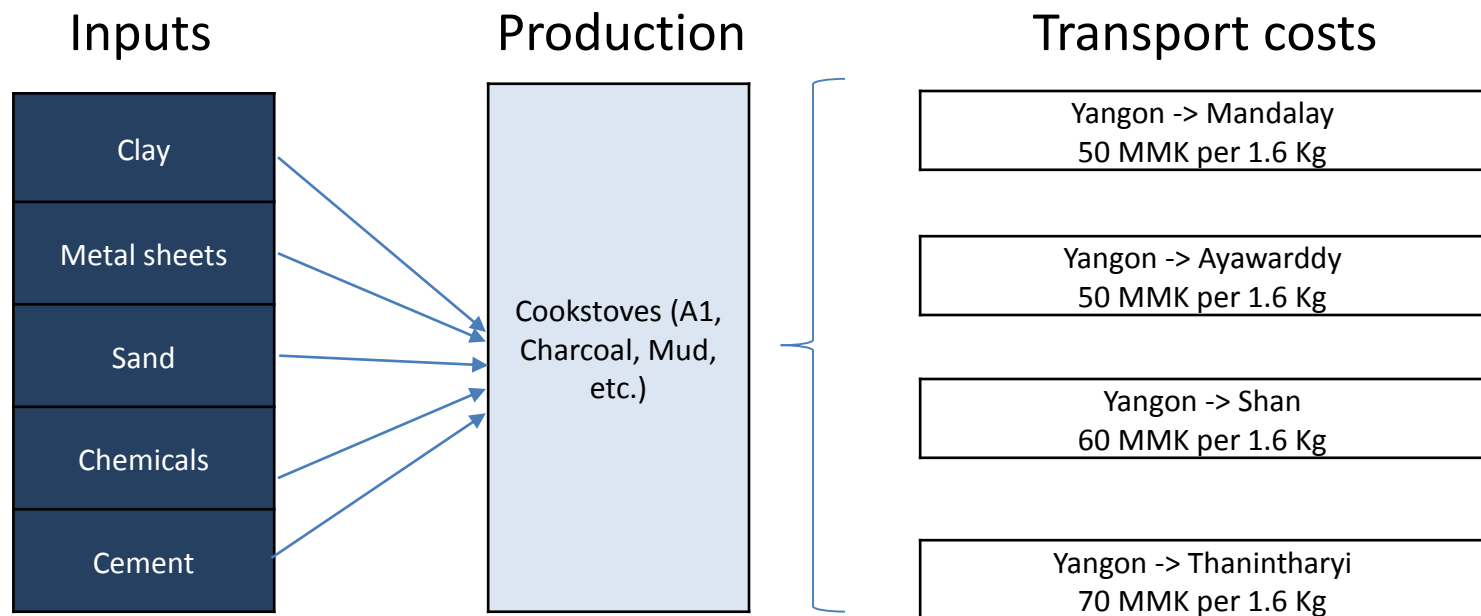 Inputs
Production
Transport costs
Clay
Metal sheets
Sand
Chemicals
Cement
Cookstoves (A1,
Charcoal, Mud,
etc.)
Yangon -> Mandalay
50 MMK per 1.6 Kg
Yangon -> Ayawarddy
50 MMK per 1.6 Kg
Yangon -> Shan
60 MMK per 1.6 Kg
Yangon -> Thanintharyi
70 MMK per 1.6 Kg